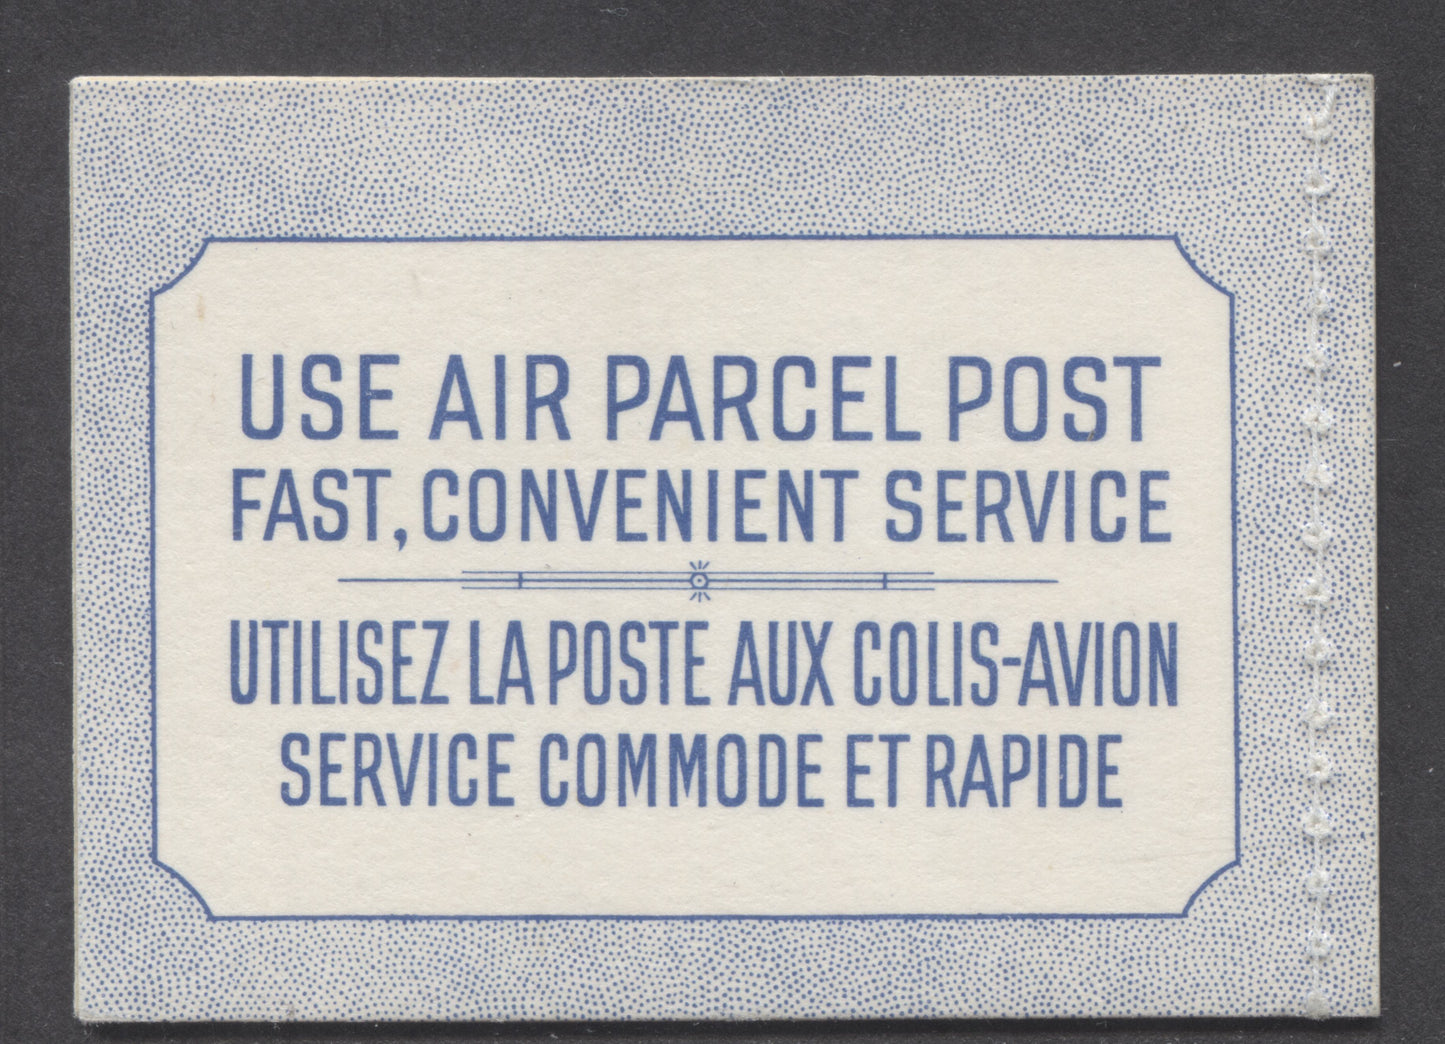 USE AIR PARCEL POST
FAST, CONVENIENT SERVICE
UTILISEZ LA POSTE AUX COLIS-AVION
SERVICE COMMODE ET RAPIDE